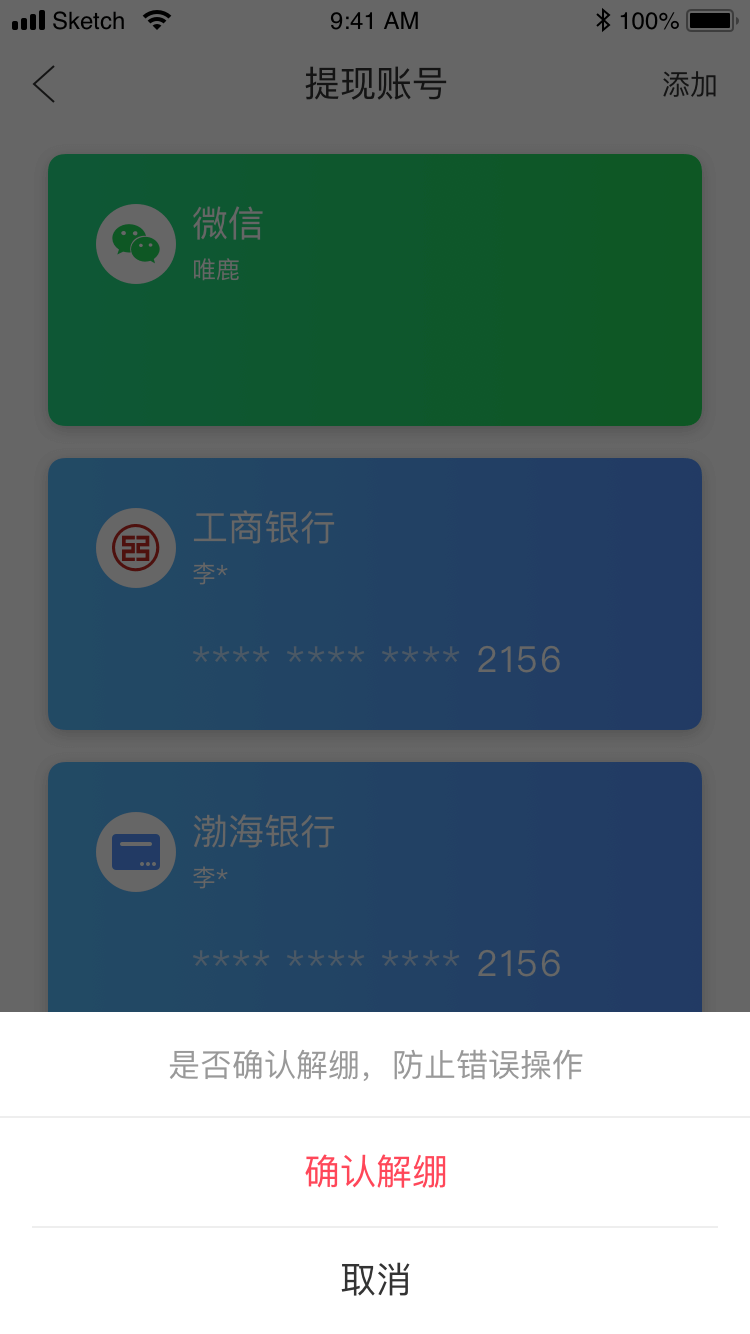 Sketch 9:41 AM 100%
提现账号 添加
微信
唯鹿
工商银行
李*
**** **** **** 2156
渤海银行
李*
**** **** **** 2156
是否确认解绷，防止错误操作
确认解绷
取消